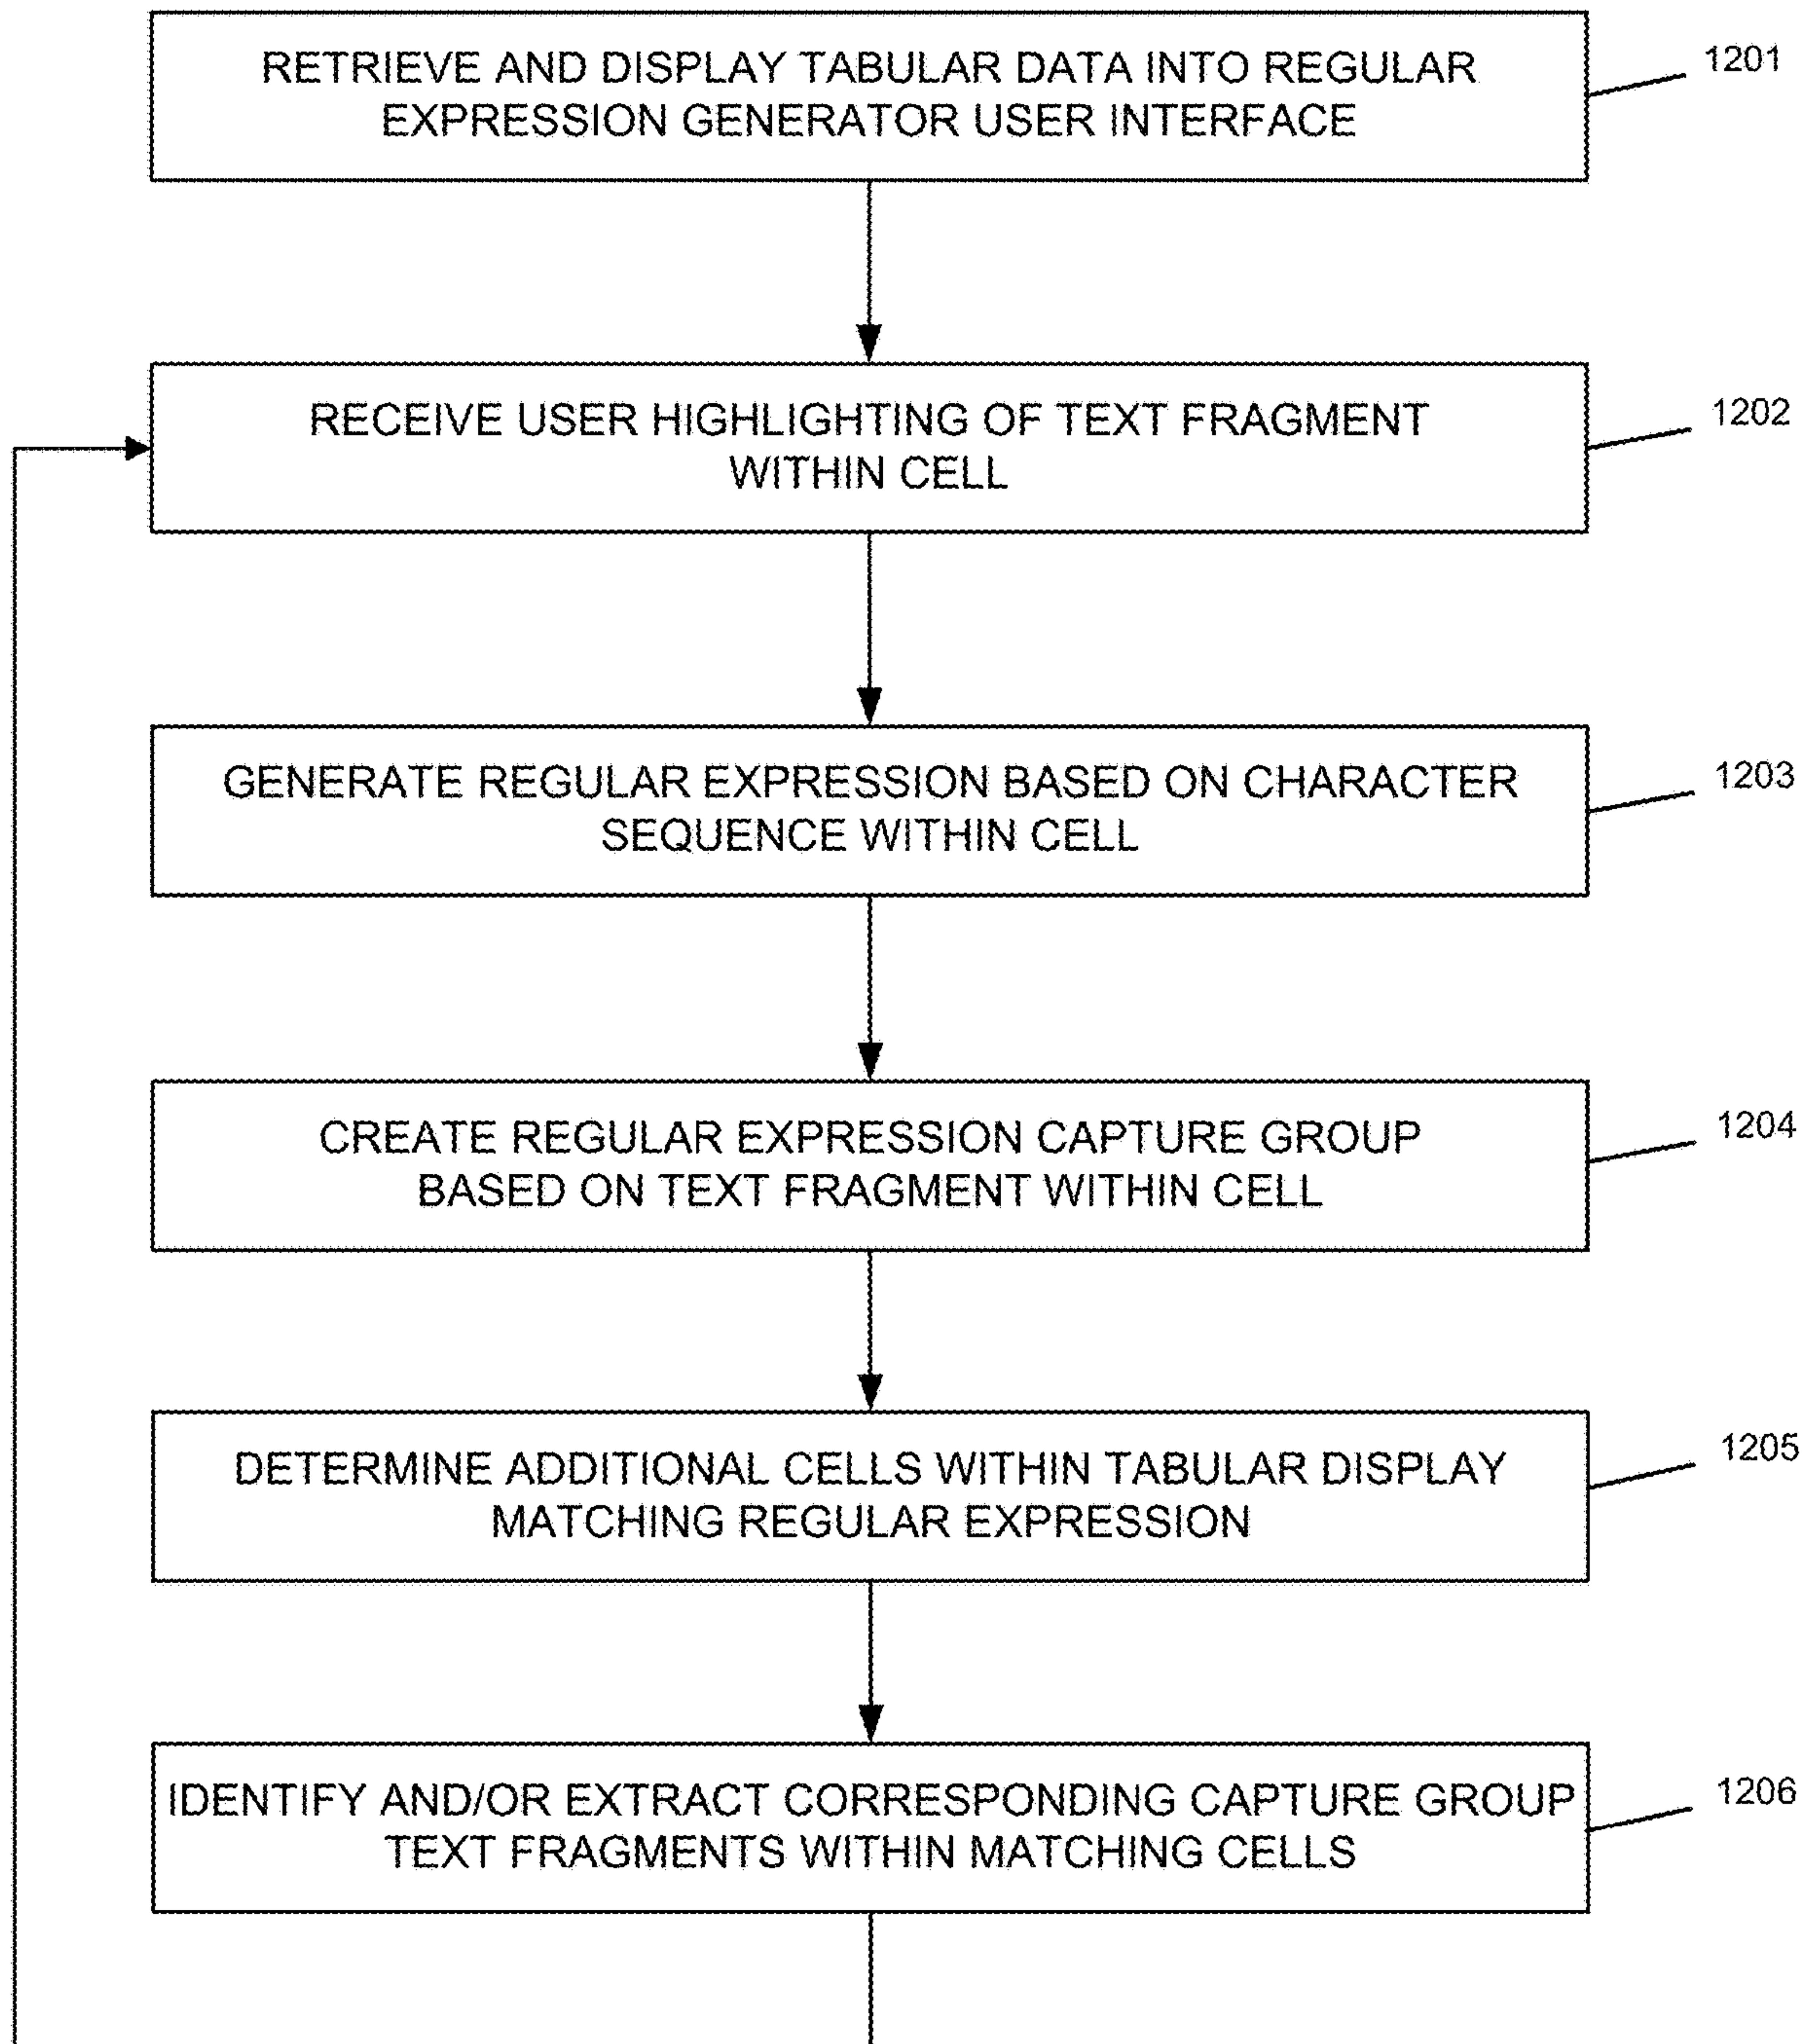 RETRIEVE AND DISPLAY TABULAR DATA INTO REGULAR
EXPRESSION GENERATOR USER INTERFACE
1201
RECEIVE USER HIGHLIGHTING OF TEXT FRAGMENT
WITHIN CELL
1202
GENERATE REGULAR EXPRESSION BASED ON CHARACTER
SEQUENCE WITHIN CELL
1203
CREATE REGULAR EXPRESSION CAPTURE GROUP
BASED ON TEXT FRAGMENT WITHIN CELL
1204
DETERMINE ADDITIONAL CELLS WITHIN TABULAR DISPLAY
MATCHING REGULAR EXPRESSION
1205
IDENTIFY AND/OR EXTRACT CORRESPONDING CAPTURE GROUP
TEXT FRAGMENTS WITHIN MATCHING CELLS
1206